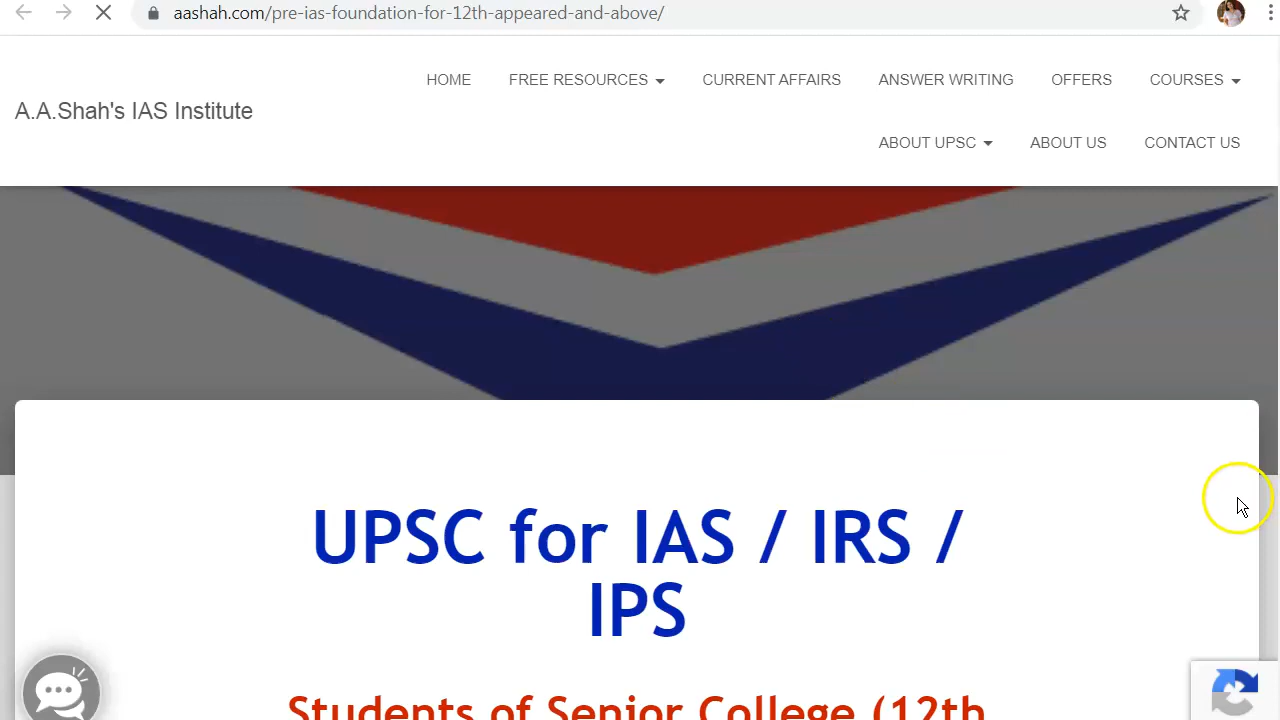 aashah.com/pre-ias-foundation-for-12th-appeared-and-above/
HOME FREE RESOURCES CURRENT AFFAIRS ANSWER WRITING OFFERS COURSES
A.A.Shah's IAS Institute
ABOUT UPSC ABOUT US CONTACT US
UPSC for IAS / IRS /
IPS
Students of Senior College (12th